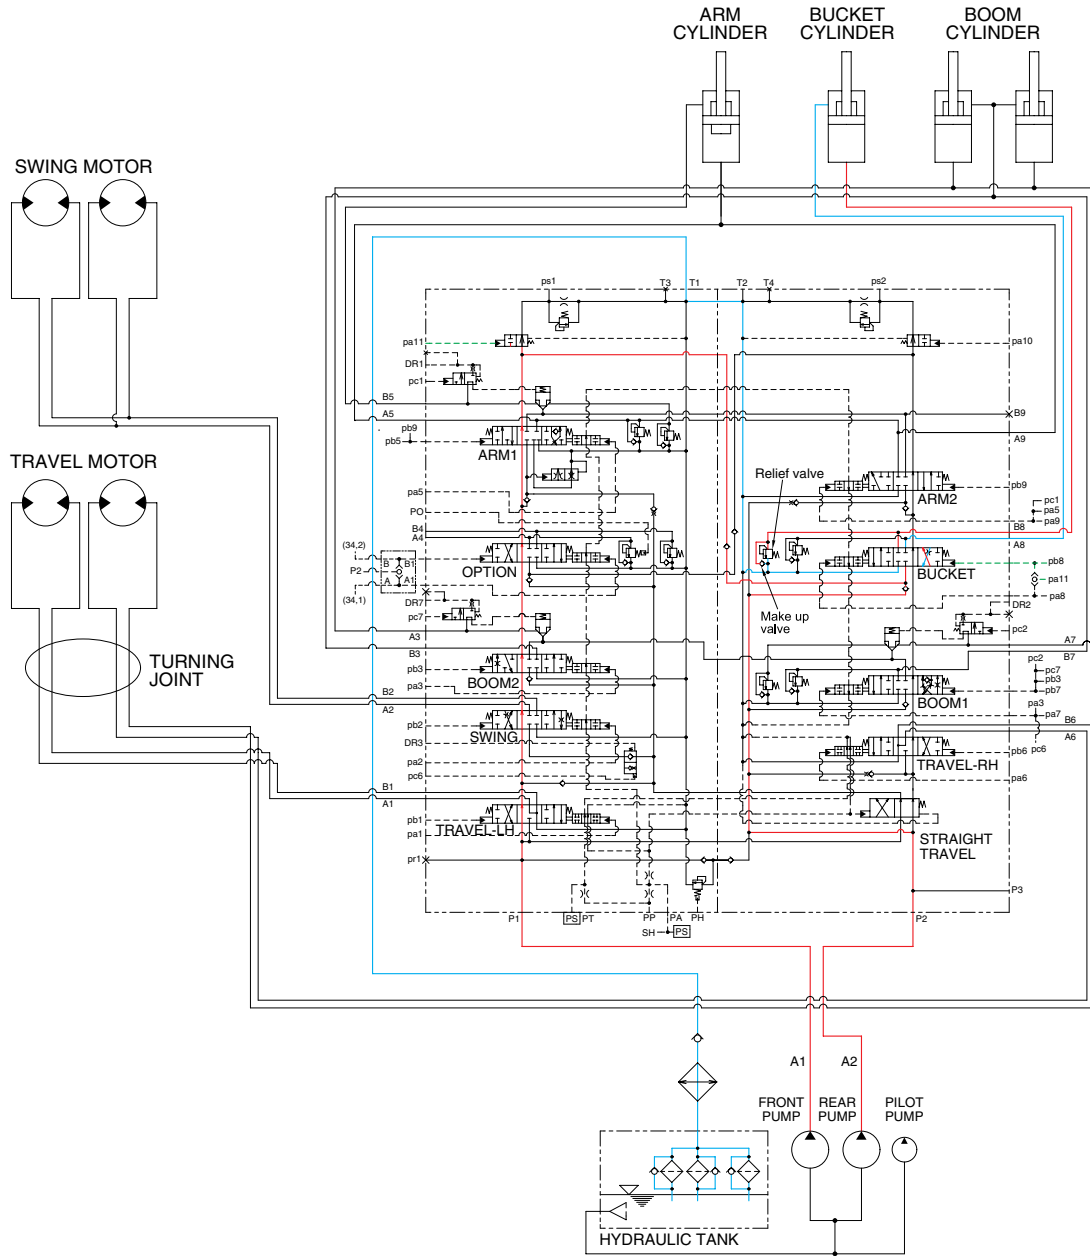 ARM
CYLINDER
BUCKET
CYLINDER
BOOM
CYLINDER
SWING MOTOR
TRAVEL MOTOR
TURNING
JOINT
ps1
T3
T1
T2
T4
ps2
pa11
DR1
pc1
B5
A5
pb9
pb5
ARM1
pa5
PO
B4
A4
(34,2)
P2
B
B1
A
A1
(34,1)
OPTION
DR7
pc7
A3
B3
pb3
pa3
BOOM2
B2
A2
pb2
SWING
DR3
pa2
pc6
B1
A1
pb1
pa1
TRAVEL-LH
pr1
pa10
B9
A9
Relief valve
pb9
ARM2
pc1
pa5
pa9
B8
A8
BUCKET
pb8
pa11
pa8
Make up
valve
DR2
pc2
A7
B7
pc2
pc7
pb3
pb7
BOOM1
pa3
pa7
B6
A6
pc6
pb6
TRAVEL-RH
pa6
STRAIGHT
TRAVEL
P3
P1
PS
PT
PP
PA
PH
P2
SH
PS
A1
A2
FRONT
PUMP
REAR
PUMP
PILOT
PUMP
HYDRAULIC TANK